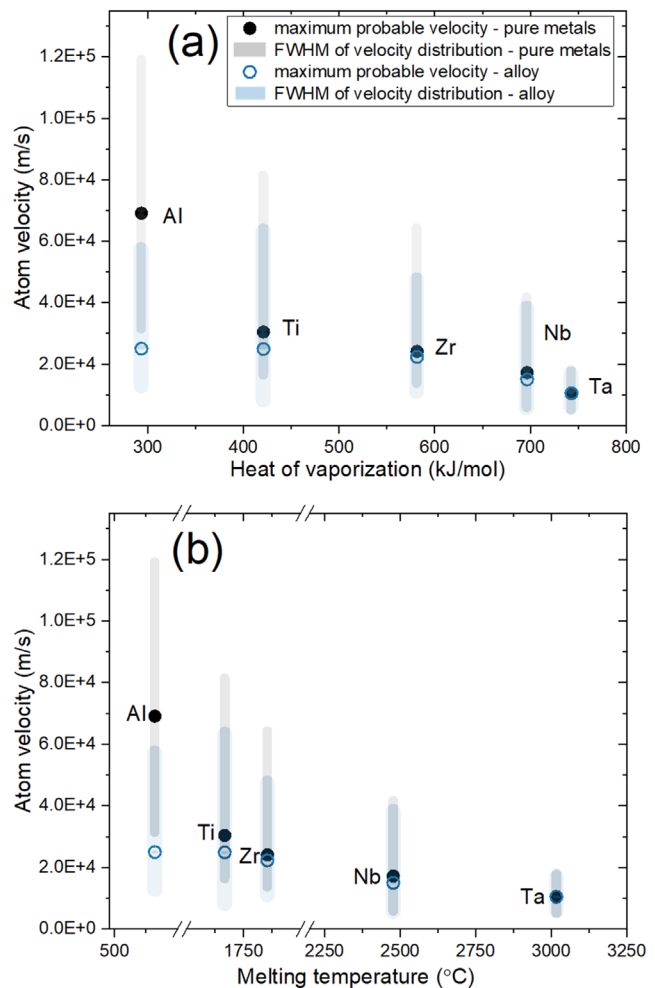 (a)
maximum probable velocity - pure metals
FWHM of velocity distribution - pure metals
maximum probable velocity - alloy
FWHM of velocity distribution - alloy
1.2E+5
1.0E+5
8.0E+4
6.0E+4
4.0E+4
2.0E+4
0.0E+0
Atom velocity (m/s)
Al
Ti
Zr
Nb
Ta
300 400 500 600 700 800
Heat of vaporization (kJ/mol)
(b)
1.2E+5
1.0E+5
8.0E+4
6.0E+4
4.0E+4
2.0E+4
0.0E+0
Atom velocity (m/s)
Al
Ti
Zr
Nb
Ta
500 1750 2250 2500 2750 3000 3250
Melting temperature (°C)